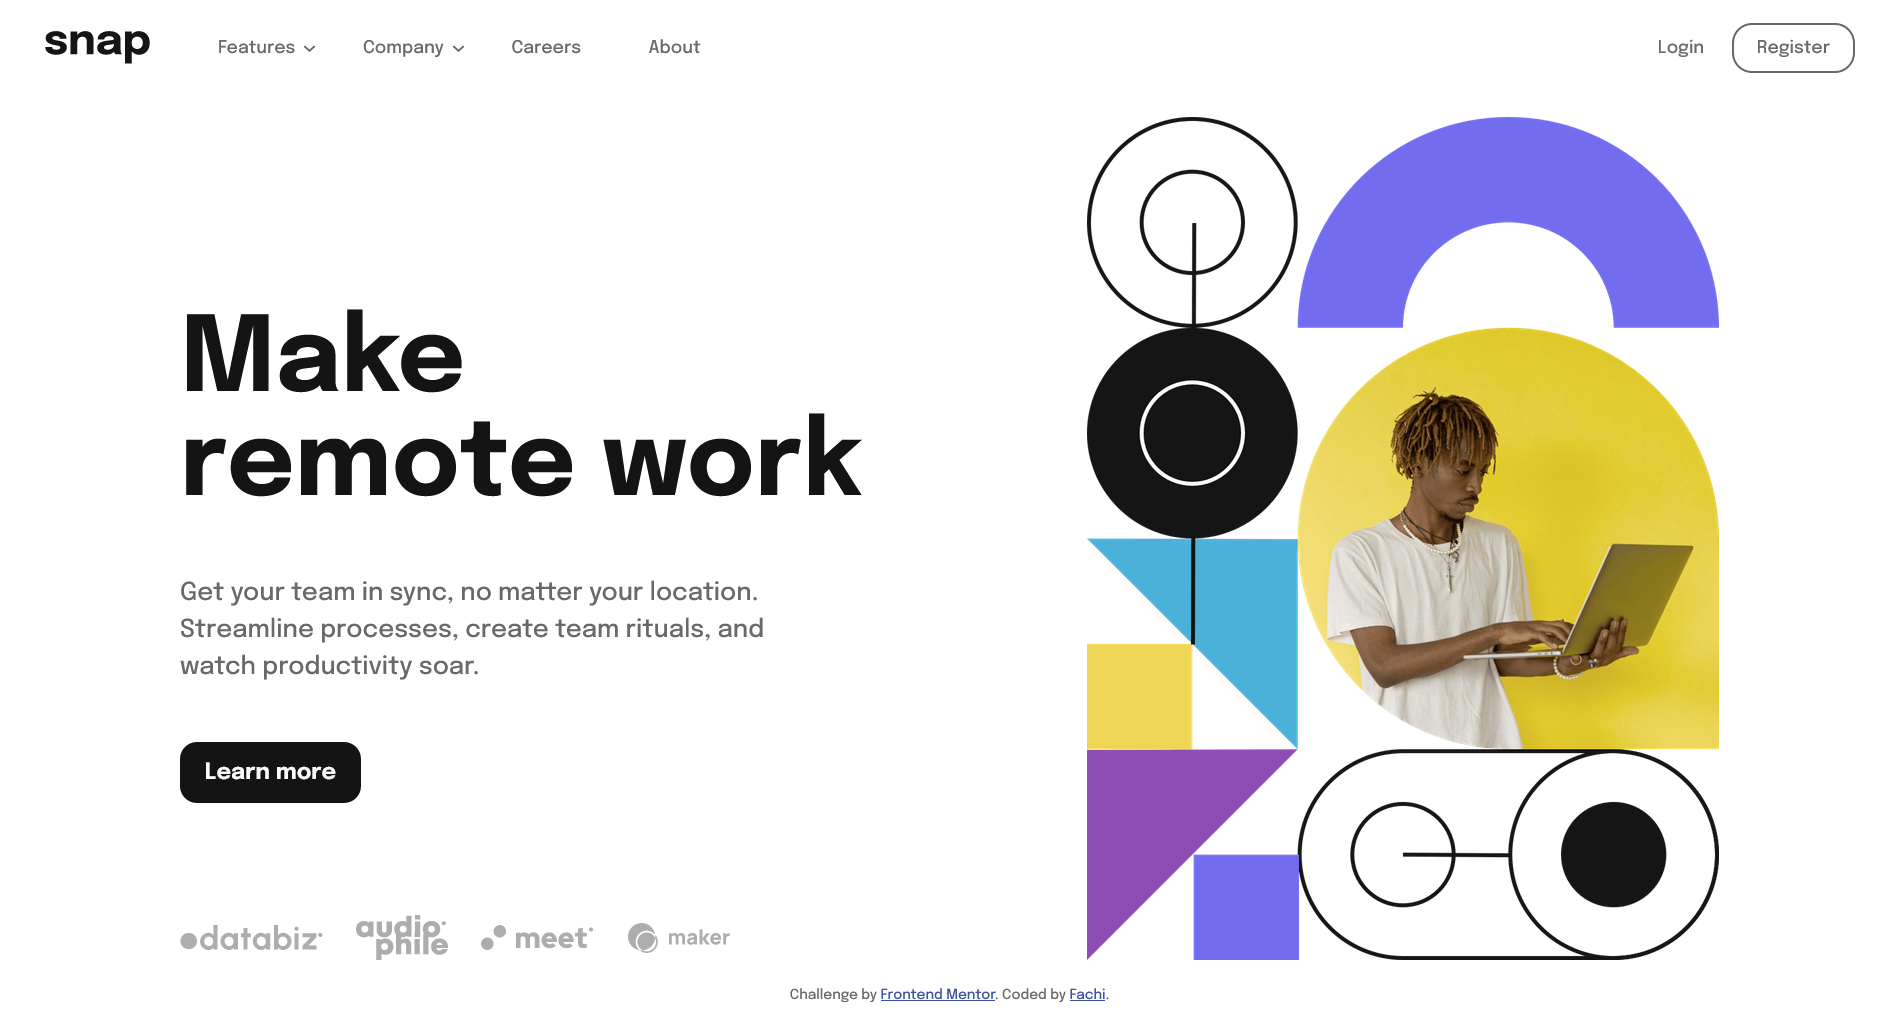 snap
Features
Company
Careers
About
Login
Register
Make
remote work
Get your team in sync, no matter your location.
Streamline processes, create team rituals, and
watch productivity soar.
Learn more
databiz
audio
phile
meet
maker
Challenge by Frontend Mentor. Coded by Fachi.